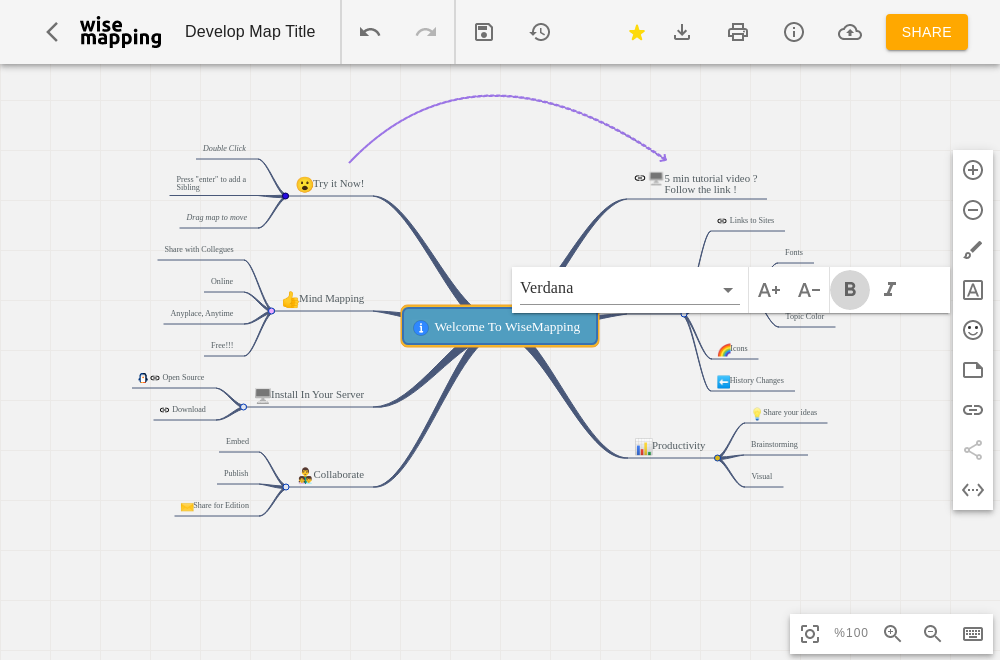 wise
mapping
Develop Map Title
SHARE
Double Click
Press "enter" to add a
Sibling
Drag map to move
Try it Now!
5 min tutorial video ?
Follow the link !
Links to Sites
Fonts
Topic Color
Icons
History Changes
Share with Collegues
Online
Anyplace, Anytime
Free!!!
Mind Mapping
Verdana
A+
A-
B
I
A
Welcome To WiseMapping
Open Source
Download
Install In Your Server
Share your ideas
Brainstorming
Visual
Productivity
Embed
Publish
Share for Edition
Collaborate
%100